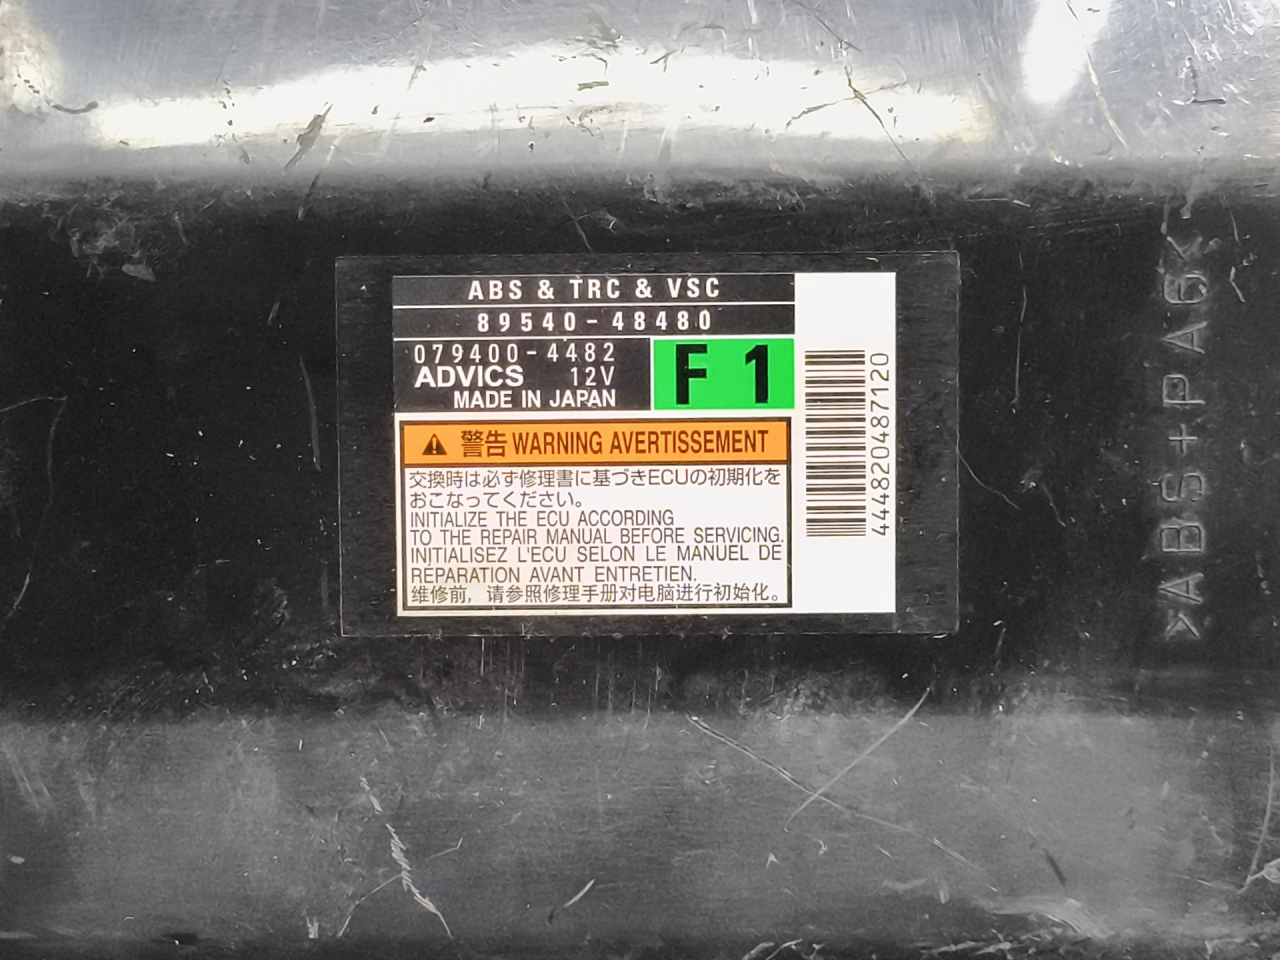 ABS & TRC & VSC
89540-48480
079400-4482
ADVICS 12V
MADE IN JAPAN
F 1
警告 WARNING AVERTISSEMENT
交換時は必ず修理書に基づきECUの初期化を
おこなってください。
INITIALIZE THE ECU ACCORDING
TO THE REPAIR MANUAL BEFORE SERVICING.
INITIALISEZ L'ECU SELON LE MANUEL DE
RÉPARATION AVANT ENTRETIEN.
维修前，请参照修理手册对电脑进行初始化。
444820487120
>ABS+PA6<